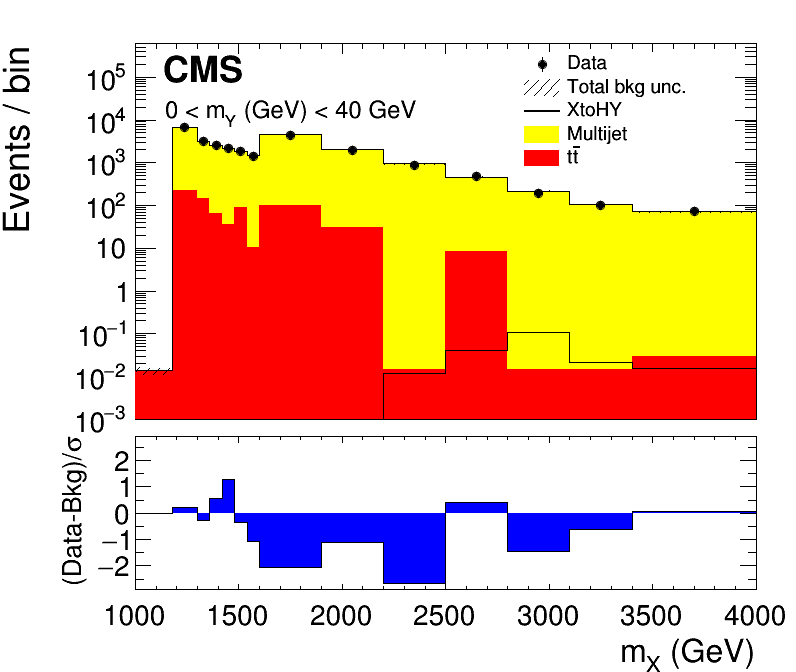 CMS
0 < m_Y (GeV) < 40 GeV
Data
Total bkg unc.
XtoHY
Multijet
tt̅
Events / bin
10^5
10^4
10^3
10^2
10
1
10^−1
10^−2
10^−3
(Data-Bkg)/σ
2
1
0
−1
−2
1000 1500 2000 2500 3000 3500 4000
m_X (GeV)